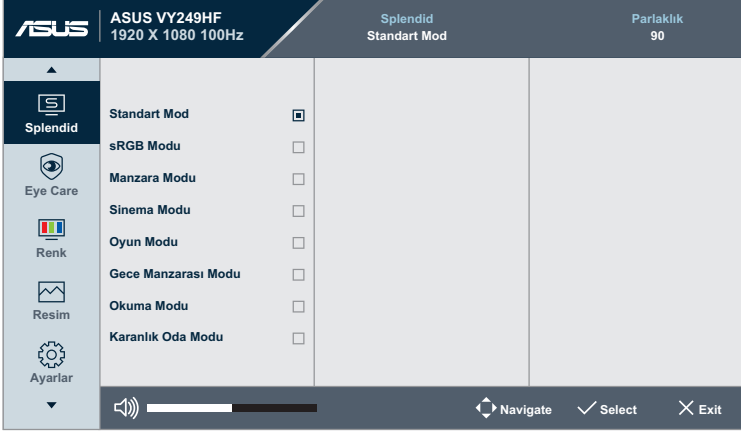 ASUS
ASUS VY249HF
1920 X 1080 100Hz
Splendid
Standart Mod
Parlaklık
90
Splendid
Eye Care
Renk
Resim
Ayarlar
Standart Mod
sRGB Modu
Manzara Modu
Sinema Modu
Oyun Modu
Gece Manzarası Modu
Okuma Modu
Karanlık Oda Modu
Navigate
Select
Exit